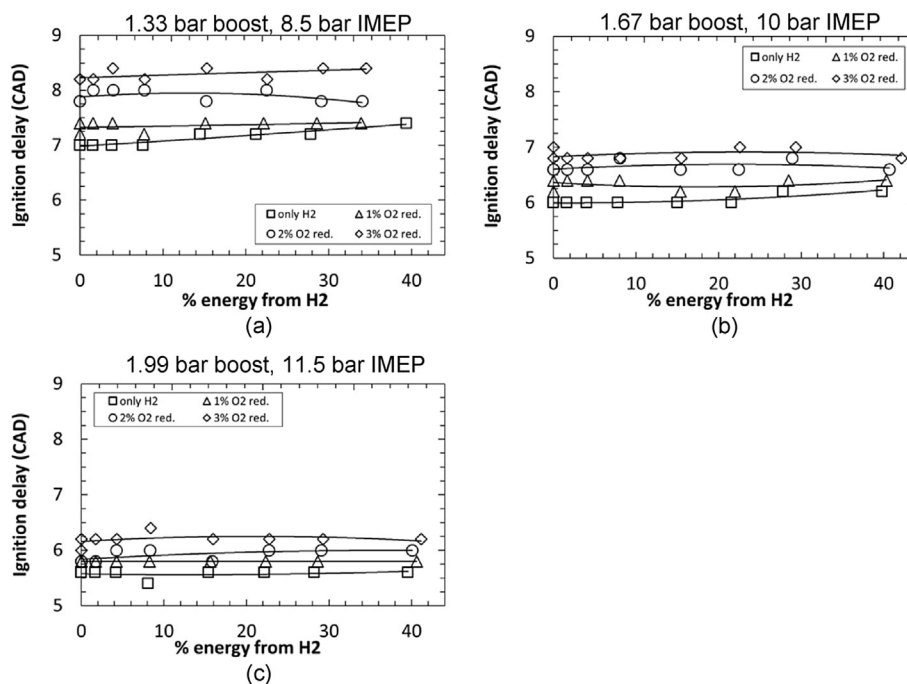 1.33 bar boost, 8.5 bar IMEP
9
8
7
6
5
Ignition delay (CAD)
only H2
1% O2 red.
2% O2 red.
3% O2 red.
0 10 20 30 40
% energy from H2
(a)
1.67 bar boost, 10 bar IMEP
9
8
7
6
5
Ignition delay (CAD)
only H2
1% O2 red.
2% O2 red.
3% O2 red.
0 10 20 30 40
% energy from H2
(b)
1.99 bar boost, 11.5 bar IMEP
9
8
7
6
5
Ignition delay (CAD)
only H2
1% O2 red.
2% O2 red.
3% O2 red.
0 10 20 30 40
% energy from H2
(c)